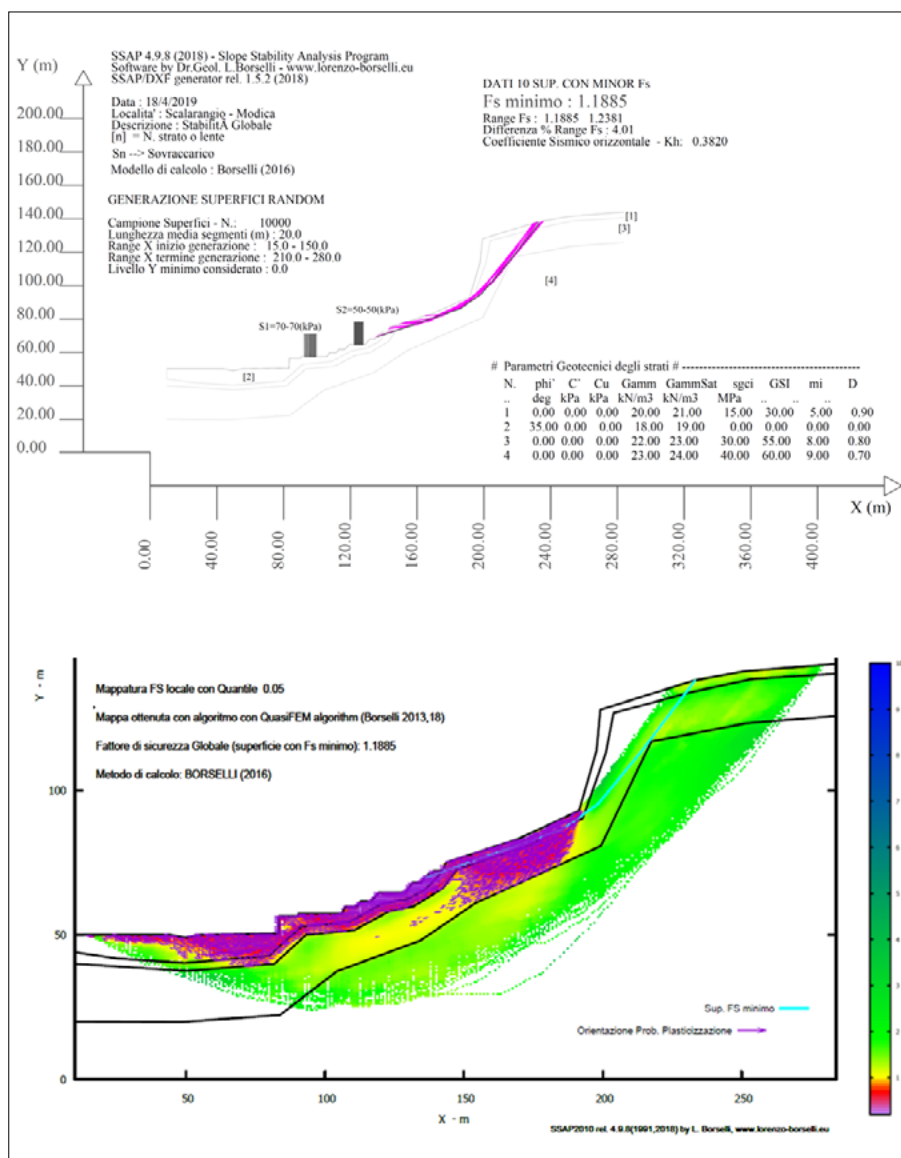 SSAP 4.9.8 (2018) - Slope Stability Analysis Program
Software by Dr.Geol. L.Borselli - www.lorenzo-borselli.eu
SSAP/DXF generator rel. 1.5.2 (2018)
Y (m)
Data : 18/4/2019
Localita' : Scalarangio - Modica
Descrizione : StabilitÁ Globale
[n] = N. strato o lente
Sn --> Sovraccarico
Modello di calcolo : Borselli (2016)
DATI 10 SUP. CON MINOR Fs
Fs minimo : 1.1885
Range Fs : 1.1885 1.2381
Differenza % Range Fs : 4.01
Coefficiente Sismico orizzontale - Kh: 0.3820
GENERAZIONE SUPERFICI RANDOM
Campione Superfici - N.: 10000
Lunghezza media segmenti (m) : 20.0
Range X inizio generazione : 15.0 - 150.0
Range X termine generazione : 210.0 - 280.0
Livello Y minimo considerato : 0.0
200.00
180.00
160.00
140.00
120.00
100.00
80.00
60.00
40.00
20.00
0.00
[1]
[3]
[4]
S2=50-50(kPa)
S1=70-70(kPa)
[2]
# Parametri Geotecnici degli strati # ----------------------------------------
N. phi` C` Cu Gamm GammSat sgci GSI mi D
.. deg kPa kPa kN/m3 kN/m3 MPa .. .. ..
1 0.00 0.00 0.00 20.00 21.00 15.00 30.00 5.00 0.90
2 35.00 0.00 0.00 18.00 19.00 0.00 0.00 0.00 0.00
3 0.00 0.00 0.00 22.00 23.00 30.00 55.00 8.00 0.80
4 0.00 0.00 0.00 23.00 24.00 40.00 60.00 9.00 0.70
X (m)
0.00 40.00 80.00 120.00 160.00 200.00 240.00 280.00 320.00 360.00 400.00
Y - m
Mappatura FS locale con Quantile 0.05
Mappa ottenuta con algoritmo con QuasiFEM algorithm (Borselli 2013,18)
Fattore di sicurezza Globale (superficie con Fs minimo): 1.1885
Metodo di calcolo: BORSELLI (2016)
100
50
0
Sup. FS minimo
Orientazione Prob. Plasticizzazione
50 100 150 200 250
X - m
SSAP2010 rel. 4.9.8(1991,2018) by L. Borselli, www.lorenzo-borselli.eu
10
9
8
7
6
5
4
3
2
1